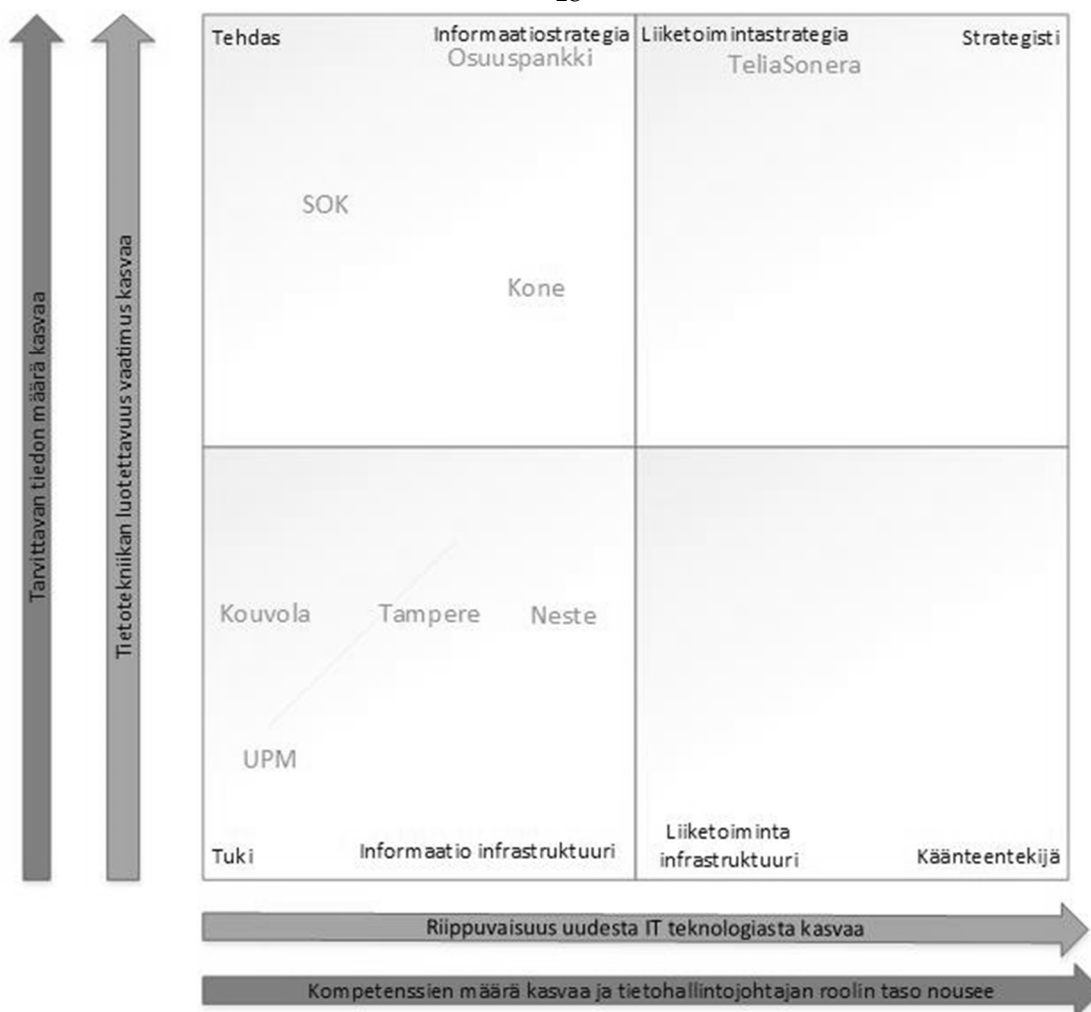 Tehdas
Informaatiostrategia
Osuuspankki
Liiketoimintastrategia
TeliaSonera
Strategisti
SOK
Kone
Tarvittavan tiedon määrä kasvaa
Tietotekniikan luotettavuus vaatimus kasvaa
Kouvola
Tampere
Neste
UPM
Tuki
Informaatio infrastruktuuri
Liiketoiminta
infrastruktuuri
Käänteentekijä
Riippuvaisuus uudesta IT teknologiasta kasvaa
Kompetenssien määrä kasvaa ja tietohallintojohtajan roolin taso nousee